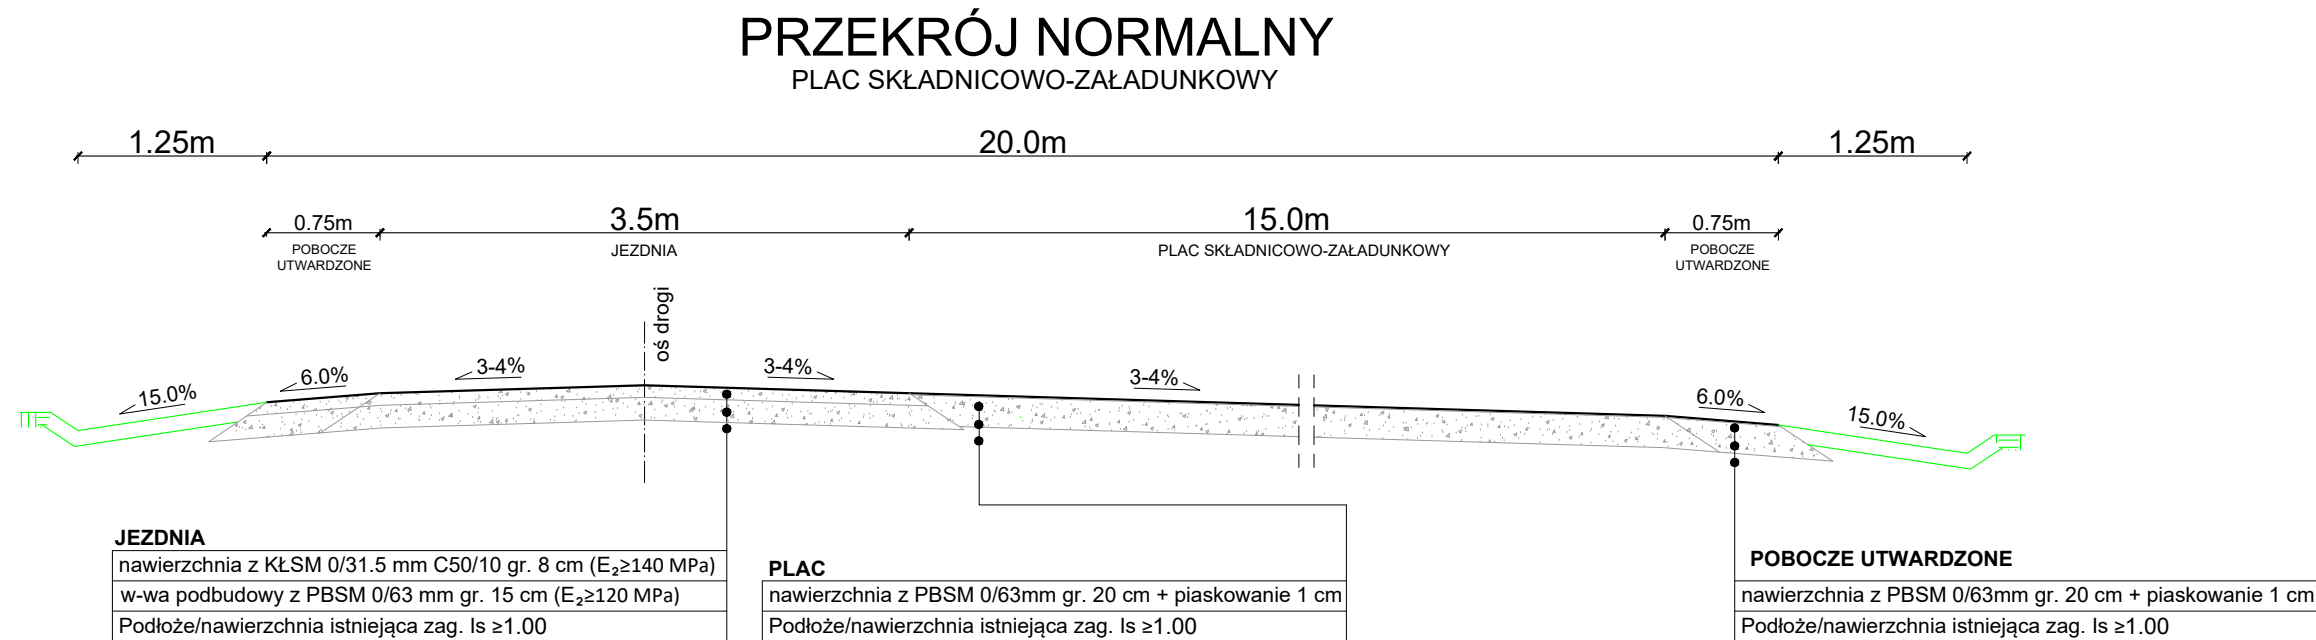 PRZEKRÓJ NORMALNY
PLAC SKŁADNICOWO-ZAŁADUNKOWY
1.25m
20.0m
1.25m
0.75m
3.5m
15.0m
0.75m
POBOCZE
UTWARDZONE
JEZDNIA
PLAC SKŁADNICOWO-ZAŁADUNKOWY
POBOCZE
UTWARDZONE
oś drogi
15.0%
6.0%
3-4%
3-4%
3-4%
6.0%
15.0%
JEZDNIA
nawierzchnia z KŁSM 0/31.5 mm C50/10 gr. 8 cm (E₂≥140 MPa)
w-wa podbudowy z PBSM 0/63 mm gr. 15 cm (E₂≥120 MPa)
Podłoże/nawierzchnia istniejąca zag. Is ≥1.00
PLAC
nawierzchnia z PBSM 0/63mm gr. 20 cm + piaskowanie 1 cm
Podłoże/nawierzchnia istniejąca zag. Is ≥1.00
POBOCZE UTWARDZONE
nawierzchnia z PBSM 0/63mm gr. 20 cm + piaskowanie 1 cm
Podłoże/nawierzchnia istniejąca zag. Is ≥1.00